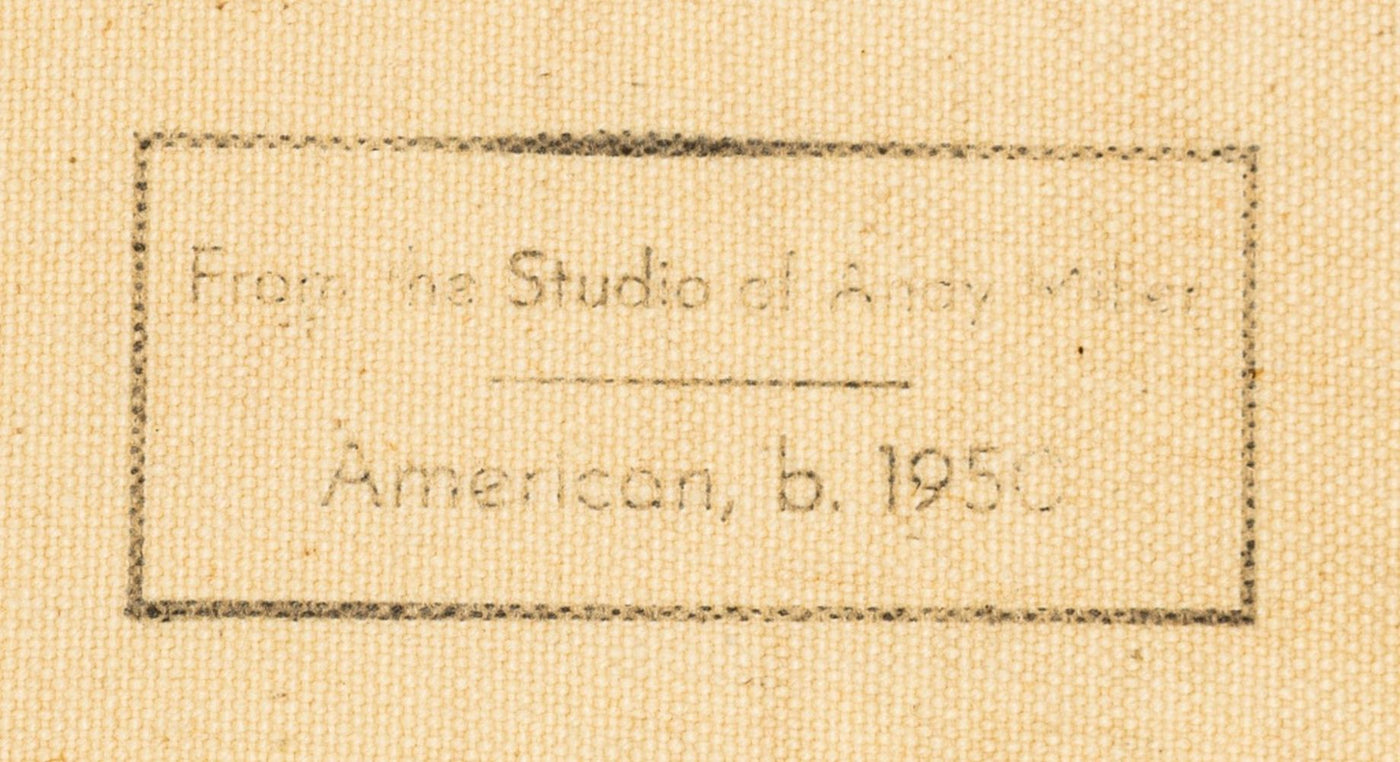 From the Studio of Andy Miller
American, b. 1950